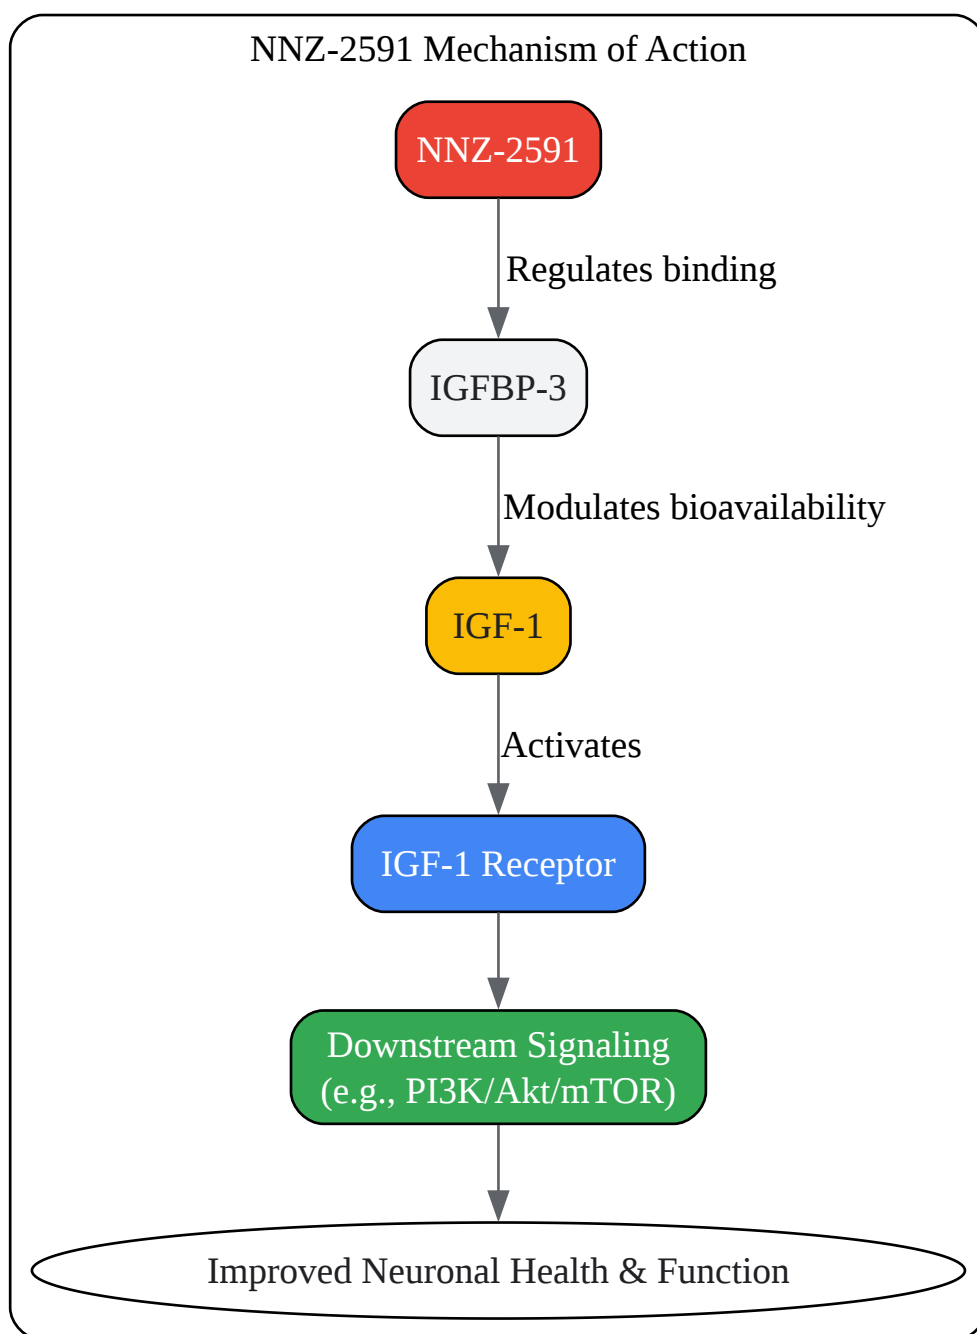 NNZ-2591 Mechanism of Action
NNZ-2591
Regulates binding
IGFBP-3
Modulates bioavailability
IGF-1
Activates
IGF-1 Receptor
Downstream Signaling
(e.g., PI3K/Akt/mTOR)
Improved Neuronal Health & Function